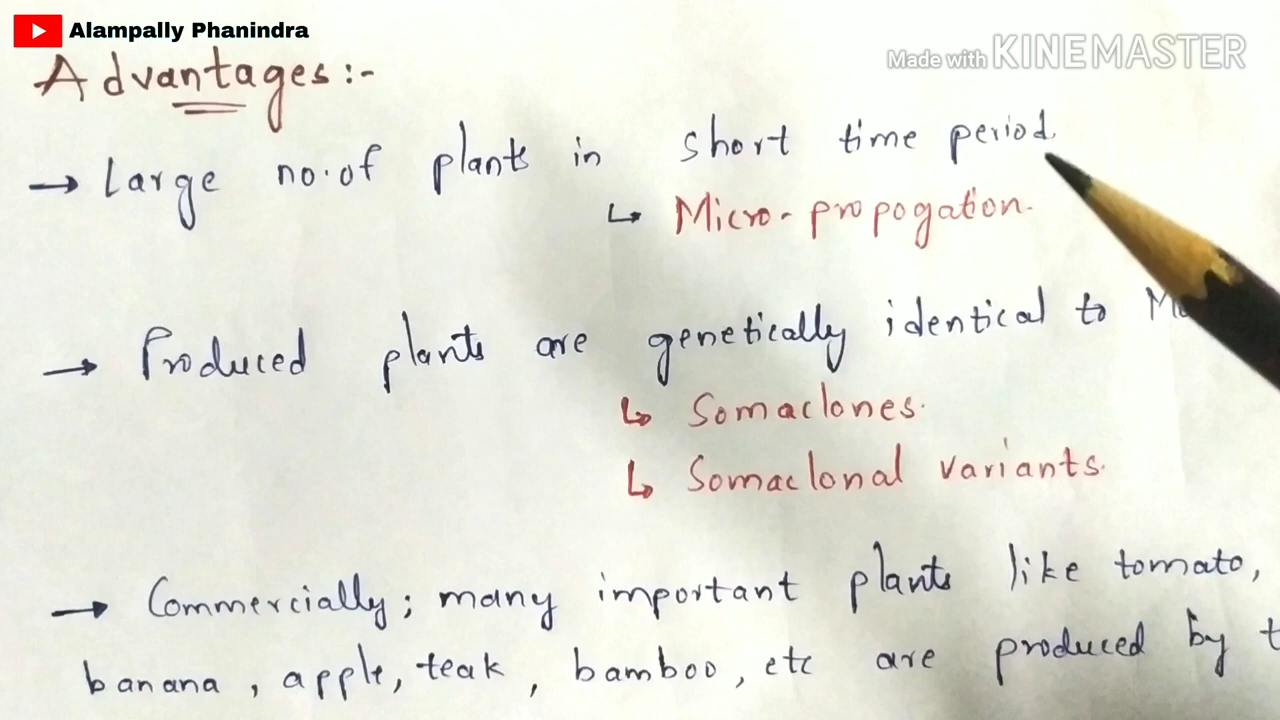 Alampally Phanindra
Made with KINEMASTER
Advantages:-
→ Large no.of plants in short time period
↳ Micro-propogation.
→ Produced plants are genetically identical to
↳ Somaclones.
↳ Somaclonal variants.
→ Commercially; many important plants like tomato,
banana, apple, teak, bamboo, etc are produced by